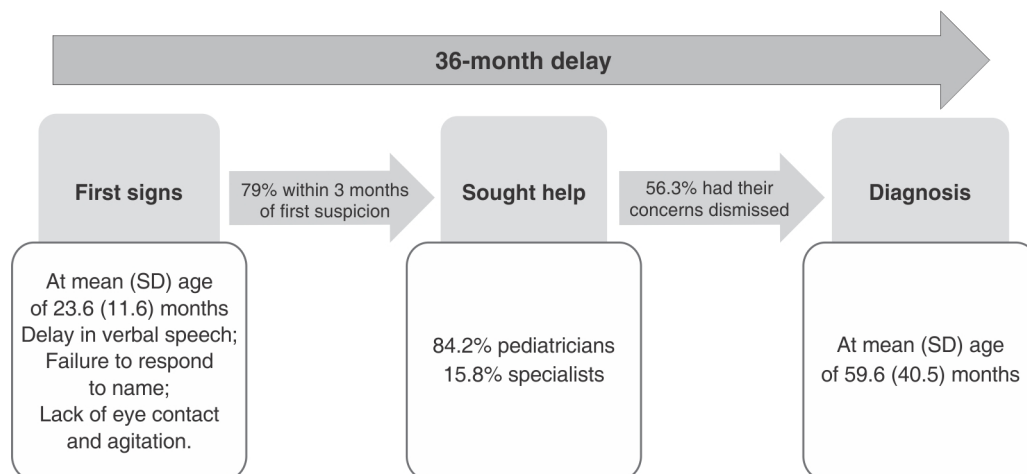 36-month delay
First signs
79% within 3 months
of first suspicion
Sought help
56.3% had their
concerns dismissed
Diagnosis
At mean (SD) age
of 23.6 (11.6) months
Delay in verbal speech;
Failure to respond
to name;
Lack of eye contact
and agitation.
84.2% pediatricians
15.8% specialists
At mean (SD) age
of 59.6 (40.5) months